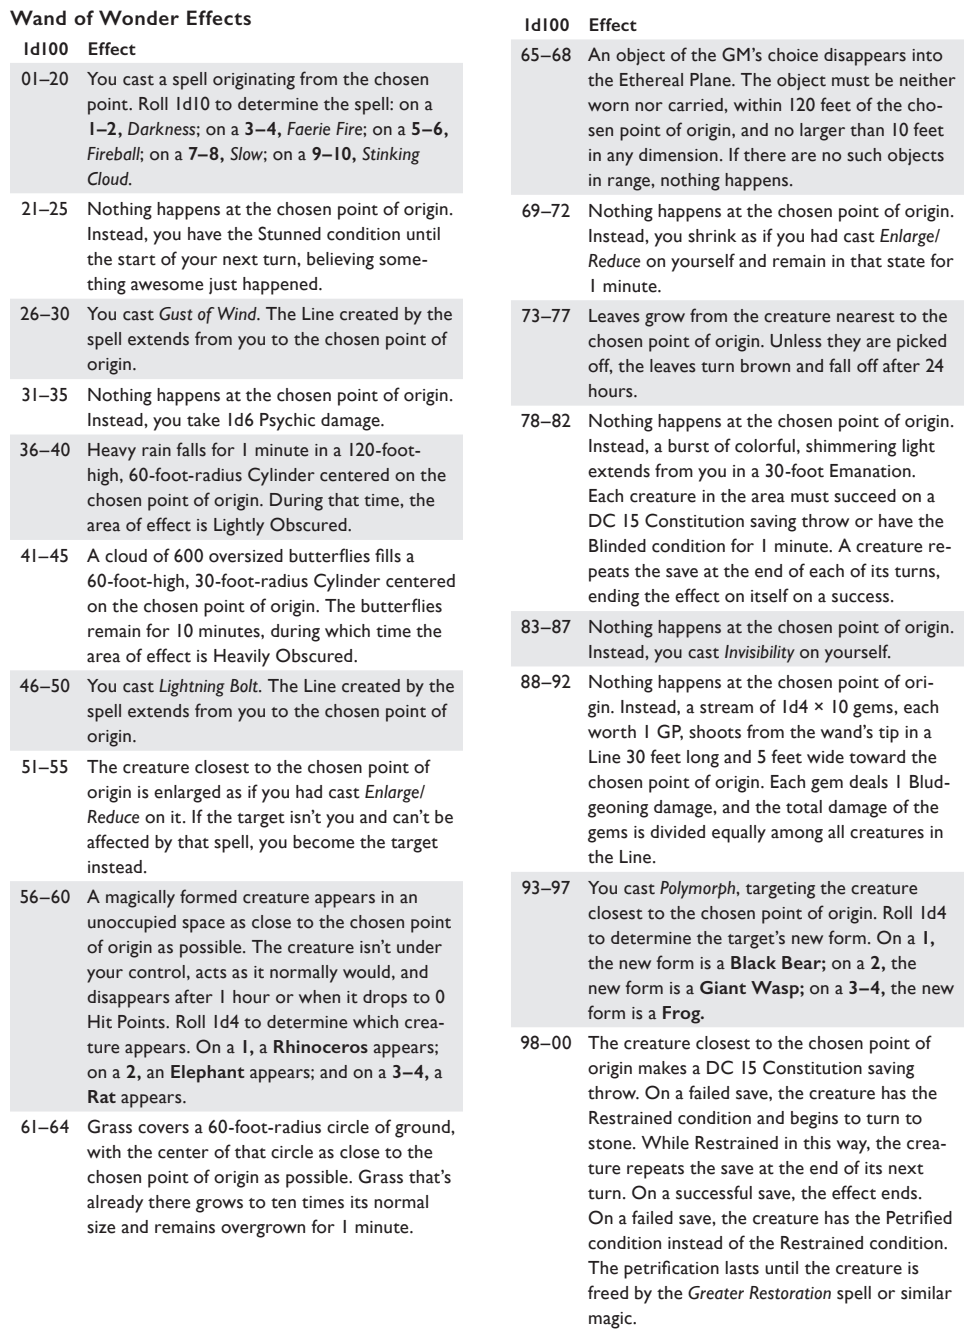 Wand of Wonder Effects
1d100 Effect
01–20 You cast a spell originating from the chosen
point. Roll 1d10 to determine the spell: on a
1–2, Darkness; on a 3–4, Faerie Fire; on a 5–6,
Fireball; on a 7–8, Slow; on a 9–10, Stinking
Cloud.
21–25 Nothing happens at the chosen point of origin.
Instead, you have the Stunned condition until
the start of your next turn, believing some-
thing awesome just happened.
26–30 You cast Gust of Wind. The Line created by the
spell extends from you to the chosen point of
origin.
31–35 Nothing happens at the chosen point of origin.
Instead, you take 1d6 Psychic damage.
36–40 Heavy rain falls for 1 minute in a 120-foot-
high, 60-foot-radius Cylinder centered on the
chosen point of origin. During that time, the
area of effect is Lightly Obscured.
41–45 A cloud of 600 oversized butterflies fills a
60-foot-high, 30-foot-radius Cylinder centered
on the chosen point of origin. The butterflies
remain for 10 minutes, during which time the
area of effect is Heavily Obscured.
46–50 You cast Lightning Bolt. The Line created by the
spell extends from you to the chosen point of
origin.
51–55 The creature closest to the chosen point of
origin is enlarged as if you had cast Enlarge/
Reduce on it. If the target isn't you and can't be
affected by that spell, you become the target
instead.
56–60 A magically formed creature appears in an
unoccupied space as close to the chosen point
of origin as possible. The creature isn't under
your control, acts as it normally would, and
disappears after 1 hour or when it drops to 0
Hit Points. Roll 1d4 to determine which crea-
ture appears. On a 1, a Rhinoceros appears;
on a 2, an Elephant appears; and on a 3–4, a
Rat appears.
61–64 Grass covers a 60-foot-radius circle of ground,
with the center of that circle as close to the
chosen point of origin as possible. Grass that's
already there grows to ten times its normal
size and remains overgrown for 1 minute.
1d100 Effect
65–68 An object of the GM's choice disappears into
the Ethereal Plane. The object must be neither
worn nor carried, within 120 feet of the cho-
sen point of origin, and no larger than 10 feet
in any dimension. If there are no such objects
in range, nothing happens.
69–72 Nothing happens at the chosen point of origin.
Instead, you shrink as if you had cast Enlarge/
Reduce on yourself and remain in that state for
1 minute.
73–77 Leaves grow from the creature nearest to the
chosen point of origin. Unless they are picked
off, the leaves turn brown and fall off after 24
hours.
78–82 Nothing happens at the chosen point of origin.
Instead, a burst of colorful, shimmering light
extends from you in a 30-foot Emanation.
Each creature in the area must succeed on a
DC 15 Constitution saving throw or have the
Blinded condition for 1 minute. A creature re-
peats the save at the end of each of its turns,
ending the effect on itself on a success.
83–87 Nothing happens at the chosen point of origin.
Instead, you cast Invisibility on yourself.
88–92 Nothing happens at the chosen point of ori-
gin. Instead, a stream of 1d4 × 10 gems, each
worth 1 GP, shoots from the wand's tip in a
Line 30 feet long and 5 feet wide toward the
chosen point of origin. Each gem deals 1 Blud-
geoning damage, and the total damage of the
gems is divided equally among all creatures in
the Line.
93–97 You cast Polymorph, targeting the creature
closest to the chosen point of origin. Roll 1d4
to determine the target's new form. On a 1,
the new form is a Black Bear; on a 2, the
new form is a Giant Wasp; on a 3–4, the new
form is a Frog.
98–00 The creature closest to the chosen point of
origin makes a DC 15 Constitution saving
throw. On a failed save, the creature has the
Restrained condition and begins to turn to
stone. While Restrained in this way, the crea-
ture repeats the save at the end of its next
turn. On a successful save, the effect ends.
On a failed save, the creature has the Petrified
condition instead of the Restrained condition.
The petrification lasts until the creature is
freed by the Greater Restoration spell or similar
magic.